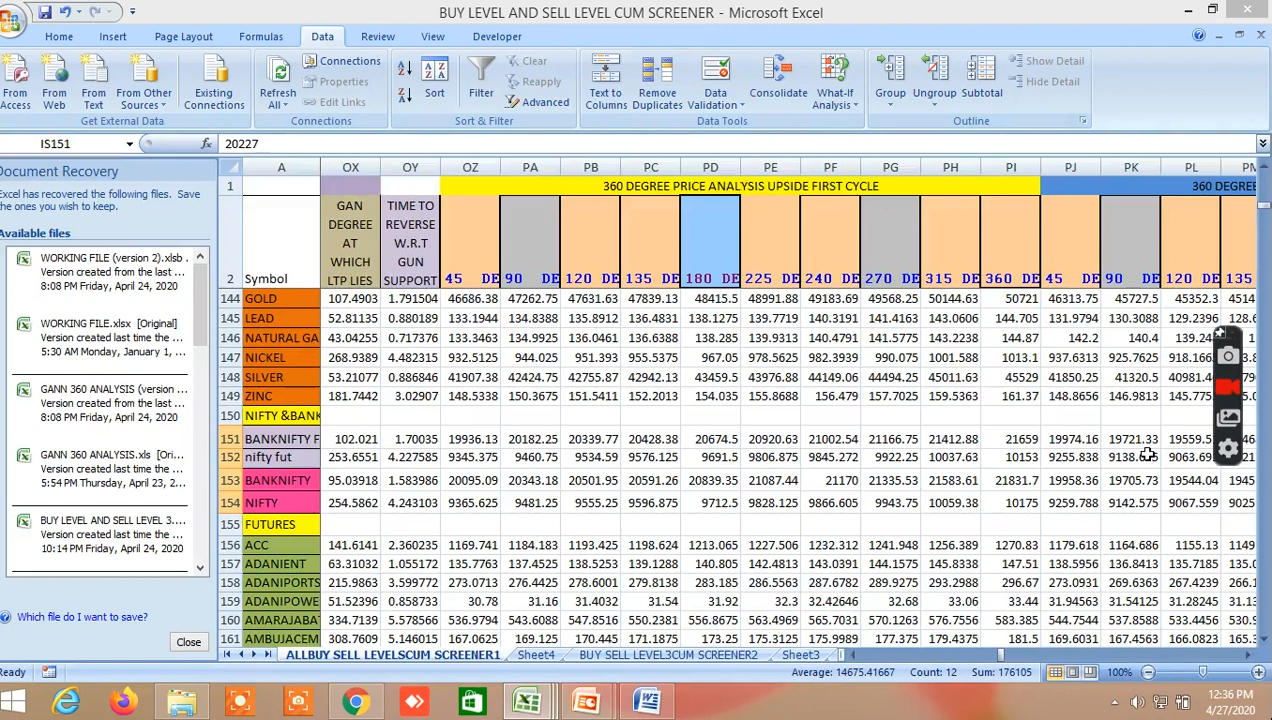 BUY LEVEL AND SELL LEVEL CUM SCREENER - Microsoft Excel
Home Insert Page Layout Formulas Data Review View Developer
From Access
From Web
From Text
From Other Sources
Existing Connections
Get External Data
Refresh All
Connections
Properties
Edit Links
Connections
Sort
Filter
Clear
Reapply
Advanced
Sort & Filter
Text to Columns
Remove Duplicates
Data Validation
Consolidate
What-If Analysis
Data Tools
Group
Ungroup
Subtotal
Show Detail
Hide Detail
Outline
IS151 fx 20227
Document Recovery
Excel has recovered the following files. Save
the ones you wish to keep.
Available files
WORKING FILE (version 2).xlsb .
Version created from the last ...
8:08 PM Friday, April 24, 2020
WORKING FILE.xlsx [Original]
Version created from the last te...
5:30 AM Monday, January 1, ...
GANN 360 ANALYSIS (version ...
Version created from the last ...
8:08 PM Friday, April 24, 2020
GANN 360 ANALYSIS.xls [Ori...
Version created from the last te...
5:54 PM Thursday, April 23, 2...
BUY LEVEL AND SELL LEVEL 3....
Version created from the last te...
10:14 PM Friday, April 24, 2020
Which file do I want to save?
Close
A OX OY OZ PA PB PC PD PE PF PG PH PI PJ PK PL PM
1 360 DEGREE PRICE ANALYSIS UPSIDE FIRST CYCLE 360 DEGREE
2 Symbol GAN DEGREE AT WHICH LTP LIES TIME TO REVERSE W.R.T GUN SUPPORT 45 DE 90 DE 120 DE 135 DE 180 DE 225 DE 240 DE 270 DE 315 DE 360 DE 45 DE 90 DE 120 DE 135
144 GOLD 107.4903 1.791504 46686.38 47262.75 47631.63 47839.13 48415.5 48991.88 49183.69 49568.25 50144.63 50721 46313.75 45727.5 45352.3 4514
145 LEAD 52.81135 0.880189 133.1944 134.8388 135.8912 136.4831 138.1275 139.7719 140.3191 141.4163 143.0606 144.705 131.9794 130.3088 129.2396 128.6
146 NATURAL GA 43.04255 0.717376 133.3463 134.9925 136.0461 136.6388 138.285 139.9313 140.4791 141.5775 143.2238 144.87 142.2 140.4 139.24
147 NICKEL 268.9389 4.482315 932.5125 944.025 951.393 955.5375 967.05 978.5625 982.3939 990.075 1001.588 1013.1 937.6313 925.7625 918.166
148 SILVER 53.21077 0.886846 41907.38 42424.75 42755.87 42942.13 43459.5 43976.88 44149.06 44494.25 45011.63 45529 41850.25 41320.5 40981.4
149 ZINC 181.7442 3.02907 148.5338 150.3675 151.5411 152.2013 154.035 155.8688 156.479 157.7025 159.5363 161.37 148.8656 146.9813 145.775
150 NIFTY &BANK
151 BANKNIFTY F 102.021 1.70035 19936.13 20182.25 20339.77 20428.38 20674.5 20920.63 21002.54 21166.75 21412.88 21659 19974.16 19721.33 19559.5
152 nifty fut 253.6551 4.227585 9345.375 9440.75 9534.59 9576.125 9691.5 9806.875 9845.062 9922.25 10037.63 10153 9255.838 9138.
153 BANKNIFTY 95.03918 1.583986 20095.09 20343.18 20501.95 20591.26 20839.35 21087.44 21170 21335.53 21583.61 21831.7 19958.36 19705.73 19544.04 1945
154 NIFTY 254.5862 4.243103 9365.625 9481.25 9555.25 9596.875 9712.5 9828.125 9866.605 9943.75 10059.38 10175 9259.788 9142.575 9067.559 9025
155 FUTURES
156 ACC 141.6141 2.360235 1169.741 1184.183 1193.425 1198.624 1213.065 1227.506 1232.312 1241.948 1256.389 1270.83 1179.618 1164.686 1155.13 1149
157 ADANIENT 63.31032 1.055172 135.7763 137.4525 138.5253 139.1288 140.805 142.4813 143.0391 144.1575 145.8338 147.51 138.5956 136.8413 135.7185 135.0
158 ADANIPORTS 215.9863 3.599772 273.0713 276.4425 278.6001 279.8138 283.185 286.5563 287.6782 289.9275 293.2988 296.67 273.0931 269.6363 267.4239 266.1
159 ADANIPOWE 51.52396 0.858733 30.78 31.16 31.4032 31.54 31.92 32.3 32.42646 32.68 33.06 33.44 31.94563 31.54125 31.28245 31.13
160 AMARAJABAT 334.7139 5.578566 536.9794 543.6088 547.8516 550.2381 556.8675 563.4969 565.7031 570.1263 576.7556 583.385 544.7538 537.8588 533.4456 530.9
161 AMBUJACEM 308.7609 5.146015 167.0625 169.125 170.445 171.1875 173.25 175.3125 175.9989 177.375 179.4375 181.5 169.6031 167.4563 166.0823 165.3
ALLBUY SELL LEVELSCUM SCREENER1 Sheet4 BUY SELL LEVEL3CUM SCREENER2 Sheet3
Ready Average: 14675.41667 Count: 12 Sum: 176105 100%
12:36 PM
4/27/2020